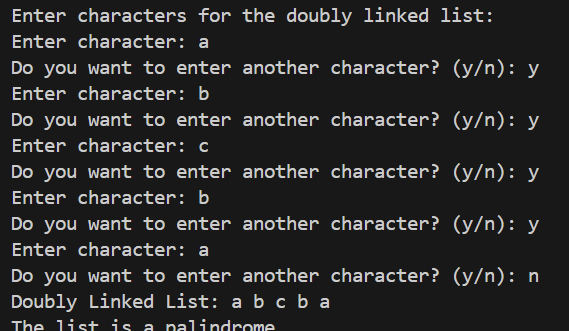 Enter characters for the doubly linked list:
Enter character: a
Do you want to enter another character? (y/n): y
Enter character: b
Do you want to enter another character? (y/n): y
Enter character: c
Do you want to enter another character? (y/n): y
Enter character: b
Do you want to enter another character? (y/n): y
Enter character: a
Do you want to enter another character? (y/n): n
Doubly Linked List: a b c b a
The list is a palindrome